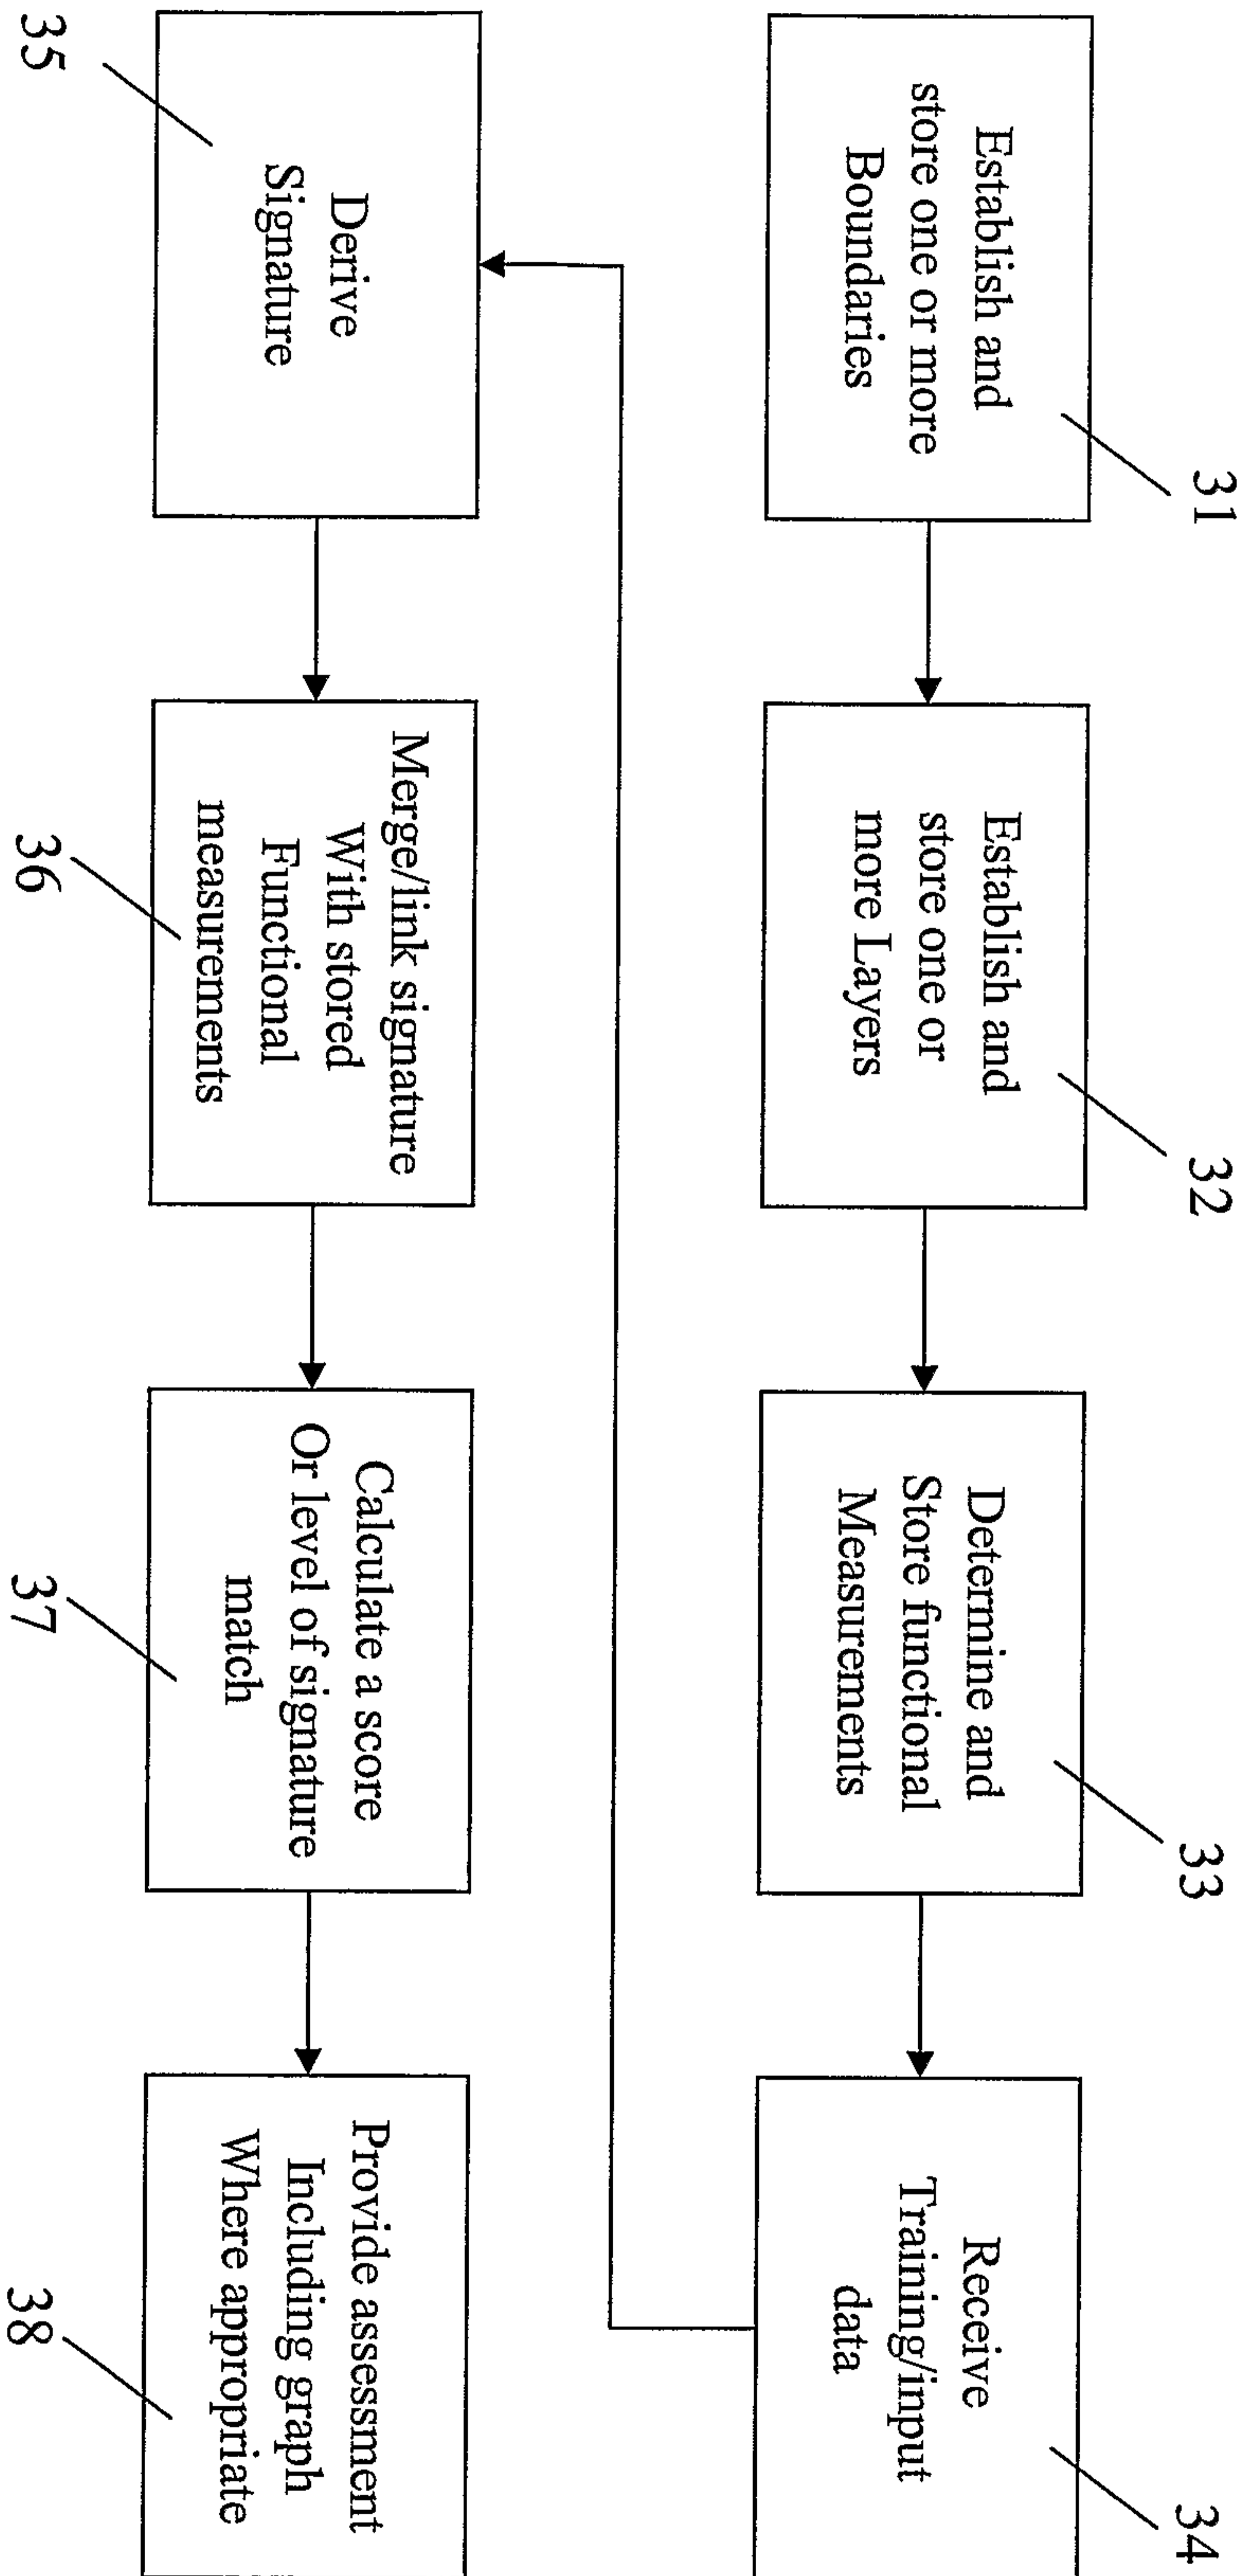 31
Establish and
store one or more
Boundaries
32
Establish and
store one or
more Layers
33
Determine and
Store functional
Measurements
34
Receive
Training/input
data
35
Derive
Signature
36
Merge/link signature
With stored
Functional
measurements
37
Calculate a score
Or level of signature
match
38
Provide assessment
Including graph
Where appropriate